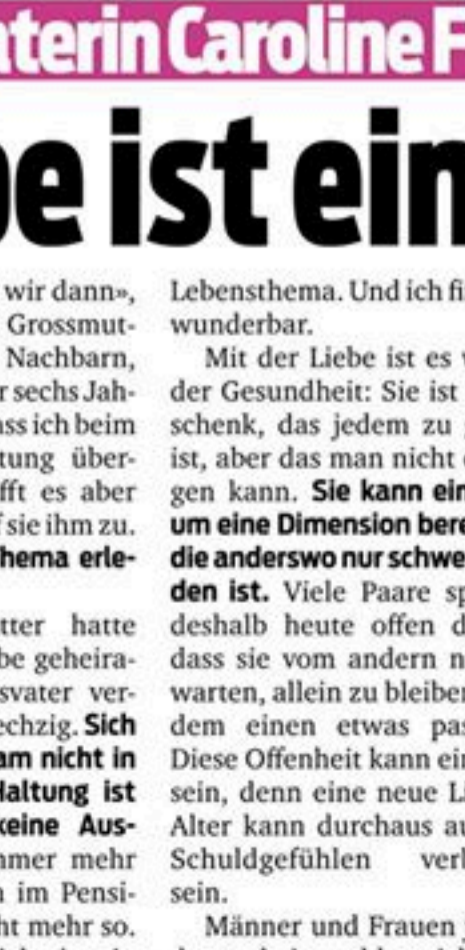 aterin Caroline F
be ist ein
wir dann»,
Grossmut-
Nachbarn,
r sechs Jah-
ass ich beim
tung über-
fft es aber
f sie ihm zu.
hema erle-
tter hatte
be geheira-
svater ver-
echzig. Sich
am nicht in
Haltung ist
keine Aus-
mmer mehr
n im Pensi-
ht mehr so.
Lebensthema. Und ich fi
wunderbar.
Mit der Liebe ist es w
der Gesundheit: Sie ist
schenk, das jedem zu
ist, aber das man nicht
gen kann. Sie kann ein
um eine Dimension bere
die anderswo nur schwe
den ist. Viele Paare sp
deshalb heute offen d
dass sie vom andern n
warten, allein zu bleiben
dem einen etwas pas
Diese Offenheit kann ein
sein, denn eine neue Li
Alter kann durchaus au
Schuldgefühlen verl
sein.
Männer und Frauen